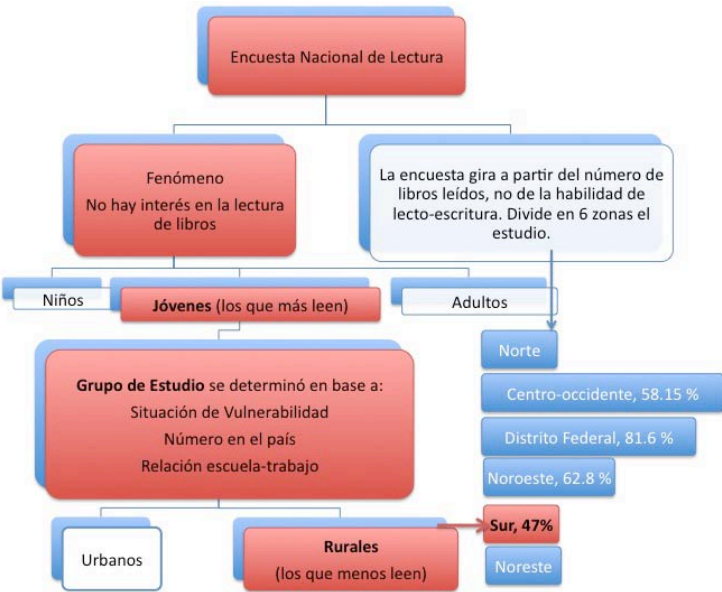 Encuesta Nacional de Lectura
Fenómeno
No hay interés en la lectura
de libros
La encuesta gira a partir del número de
libros leídos, no de la habilidad de
lecto-escritura. Divide en 6 zonas el
estudio.
Niños
Jóvenes (los que más leen)
Adultos
Grupo de Estudio se determinó en base a:
Situación de Vulnerabilidad
Número en el país
Relación escuela-trabajo
Urbanos
Rurales
(los que menos leen)
Norte
Centro-occidente, 58.15 %
Distrito Federal, 81.6 %
Noroeste, 62.8 %
Sur, 47%
Noreste